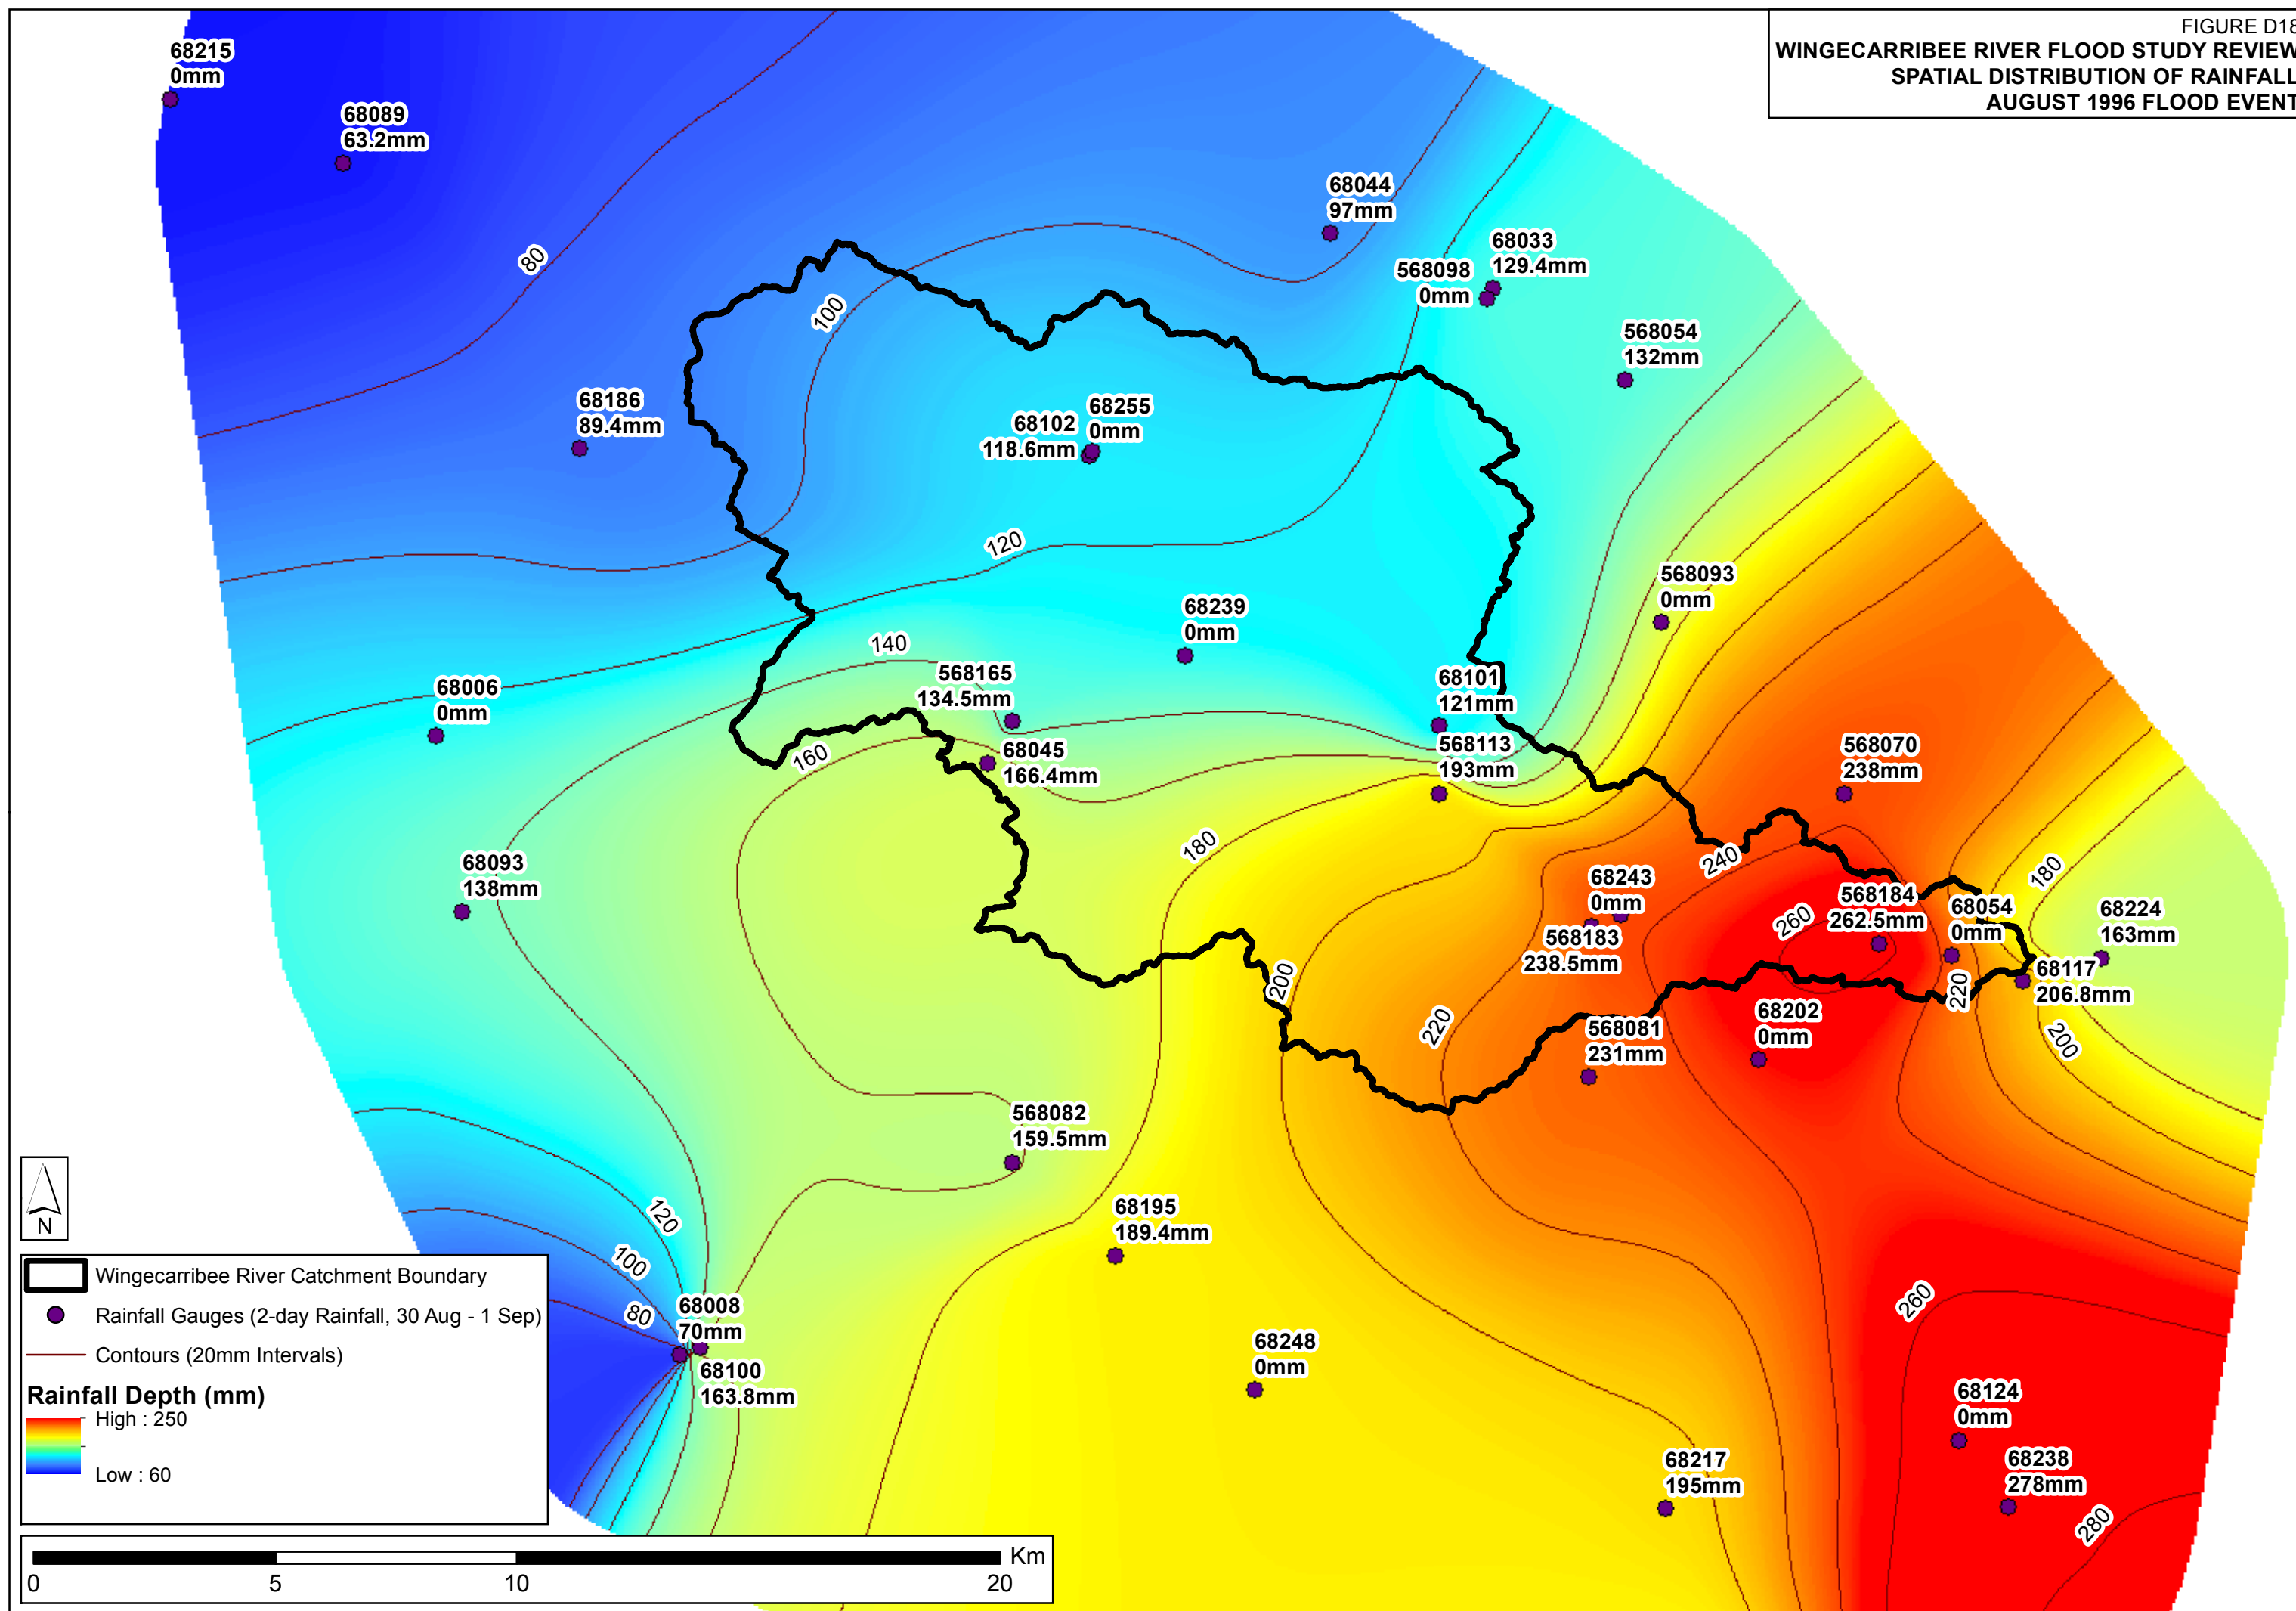 FIGURE D18
WINGECARRIBEE RIVER FLOOD STUDY REVIEW
SPATIAL DISTRIBUTION OF RAINFALL
AUGUST 1996 FLOOD EVENT
68215
0mm
68089
63.2mm
68044
97mm
68033
129.4mm
568098
0mm
80
100
568054
132mm
68186
89.4mm
68255
0mm
68102
118.6mm
120
568093
0mm
68239
0mm
140
568165
134.5mm
68006
0mm
68101
121mm
568113
193mm
68045
166.4mm
160
568070
238mm
180
240
68093
138mm
68243
0mm
568183
238.5mm
260
568184
262.5mm
68054
0mm
180
68224
163mm
68117
206.8mm
200
220
220
200
68202
0mm
568081
231mm
568082
159.5mm
68195
189.4mm
120
100
80
68008
70mm
68100
163.8mm
68248
0mm
260
68124
0mm
68238
278mm
68217
195mm
280
N
Wingecarribee River Catchment Boundary
Rainfall Gauges (2-day Rainfall, 30 Aug - 1 Sep)
Contours (20mm Intervals)
Rainfall Depth (mm)
High : 250
Low : 60
Km
0 5 10 20